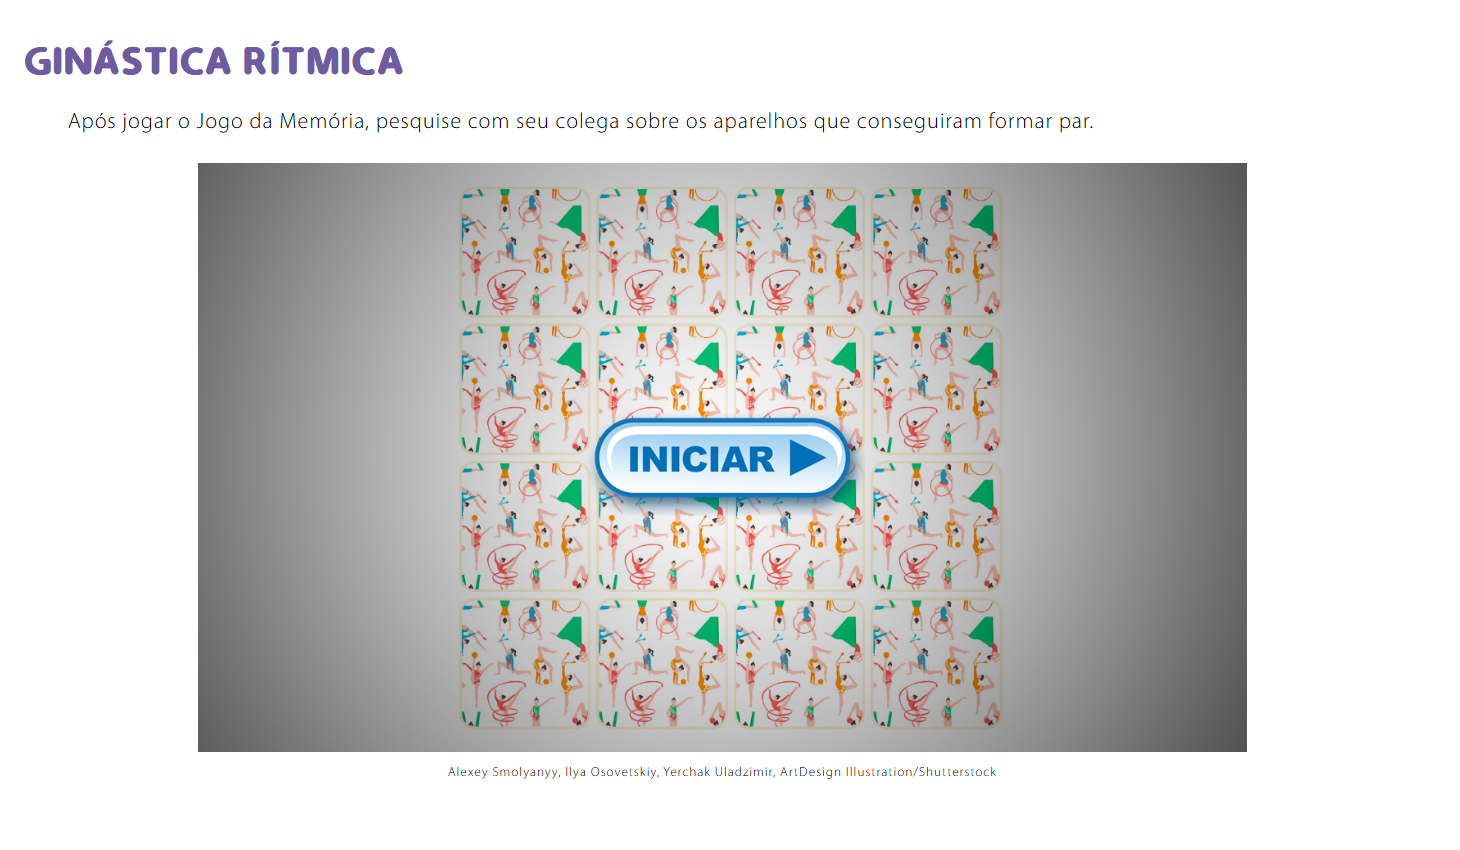 GINÁSTICA RÍTMICA
Após jogar o Jogo da Memória, pesquise com seu colega sobre os aparelhos que conseguiram formar par.
INICIAR
Alexey Smolyanyy, Ilya Osovetskiy, Yerchak Uladzimir, ArtDesign Illustration/Shutterstock